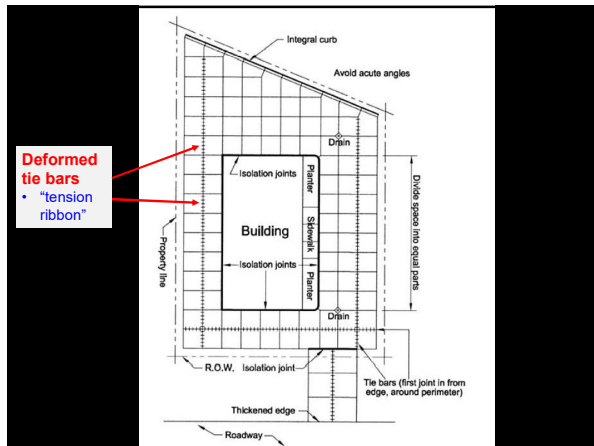 Integral curb
Avoid acute angles
Drain
Deformed
tie bars
• “tension
ribbon”
Isolation joints
Planter
Building
Sidewalk
Divide space into equal parts
Property line
Isolation joints
Planter
Drain
R.O.W.
Isolation joint
Tie bars (first joint in from
edge, around perimeter)
Thickened edge
Roadway